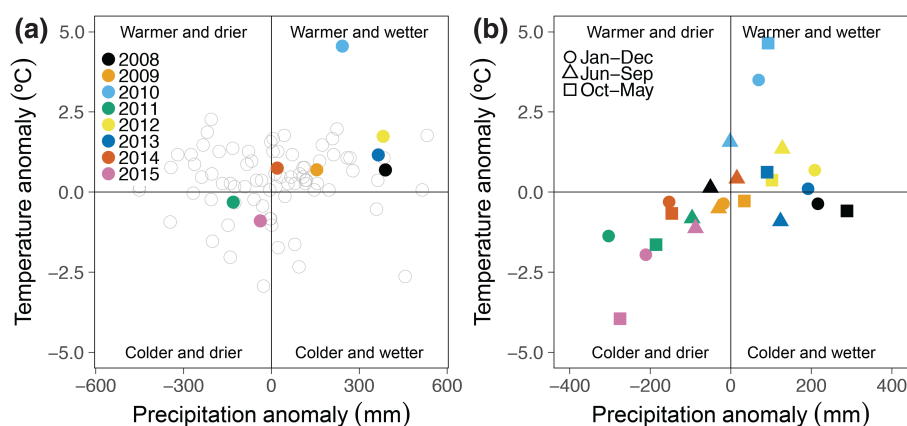 (a)
Warmer and drier
Warmer and wetter
2008
2009
2010
2011
2012
2013
2014
2015
Colder and drier
Colder and wetter
5.0
2.5
0.0
−2.5
−5.0
−600
−300
0
300
600
Temperature anomaly (ºC)
Precipitation anomaly (mm)
(b)
Warmer and drier
Warmer and wetter
Jan−Dec
Jun−Sep
Oct−May
Colder and drier
Colder and wetter
5.0
2.5
0.0
−2.5
−5.0
−400
−200
0
200
400
Temperature anomaly (ºC)
Precipitation anomaly (mm)